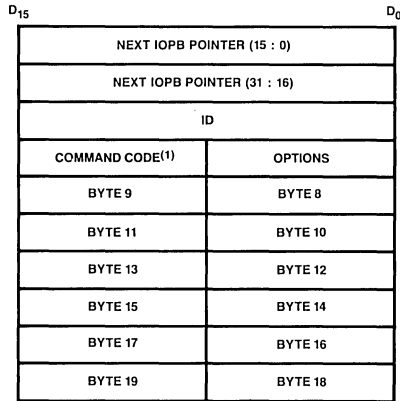 D15 D0
NEXT IOPB POINTER (15 : 0)
NEXT IOPB POINTER (31 : 16)
ID
COMMAND CODE(1) OPTIONS
BYTE 9 BYTE 8
BYTE 11 BYTE 10
BYTE 13 BYTE 12
BYTE 15 BYTE 14
BYTE 17 BYTE 16
BYTE 19 BYTE 18